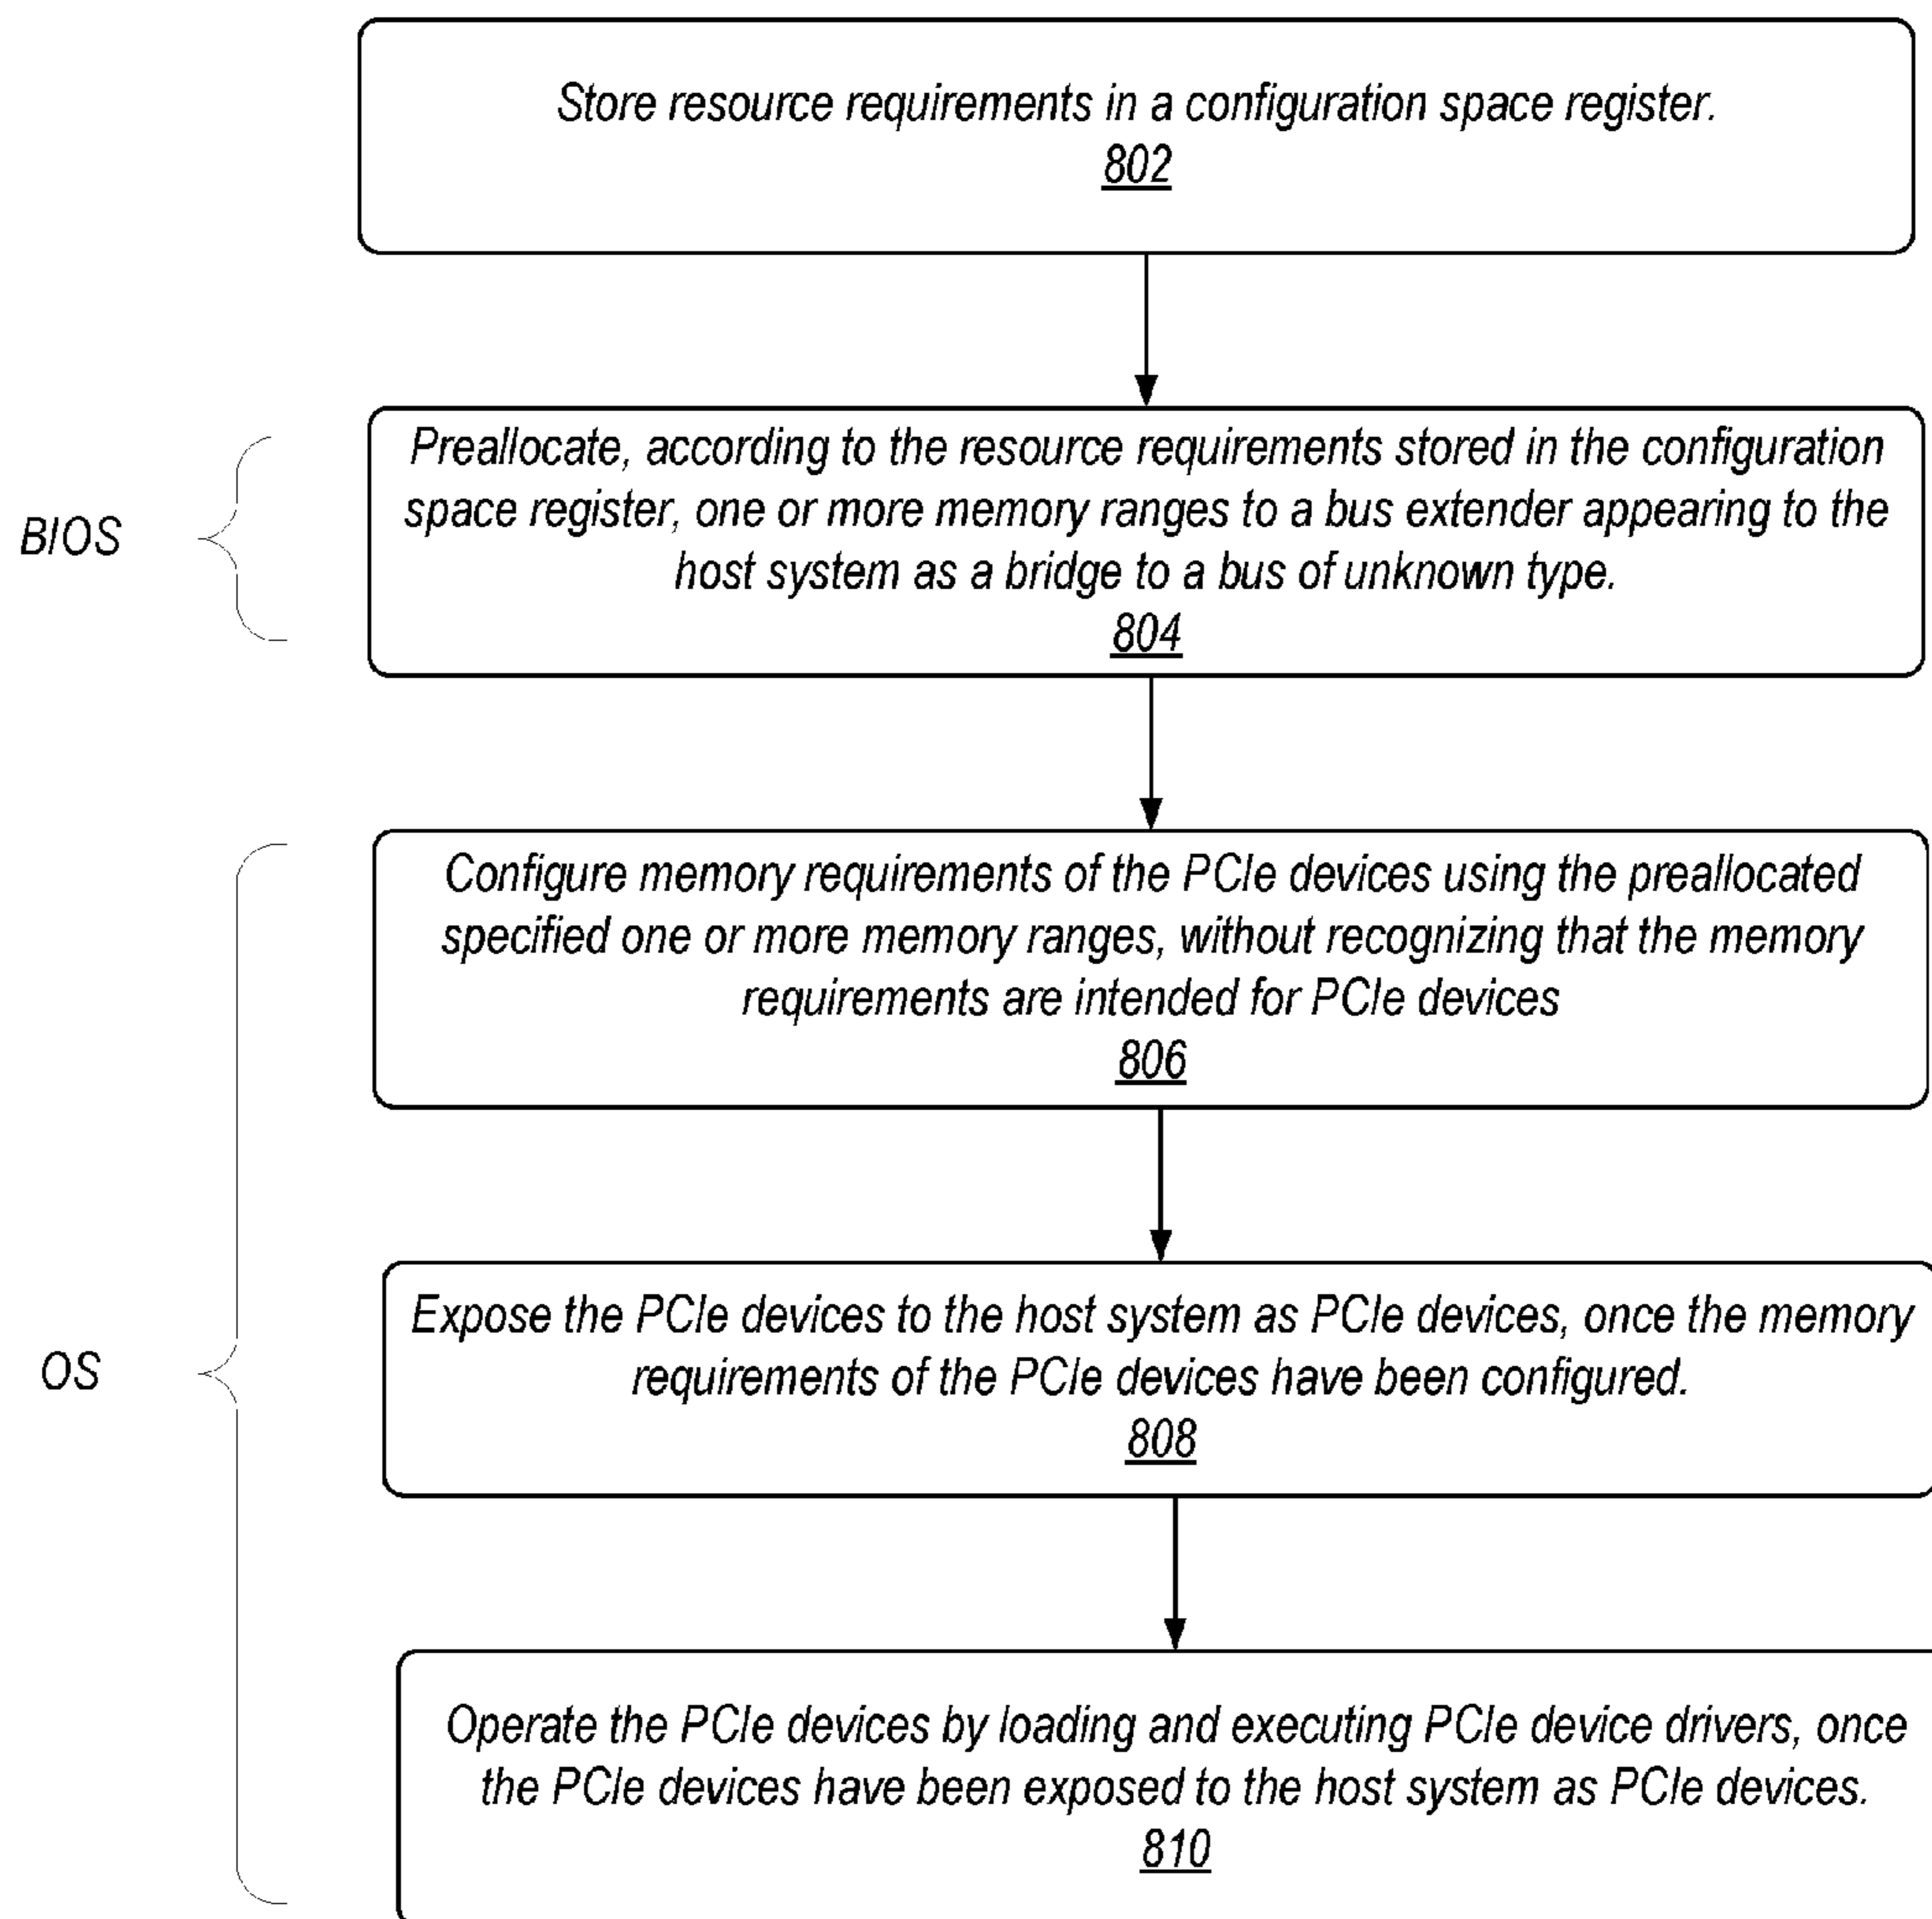 Store resource requirements in a configuration space register.
802
BIOS
Preallocate, according to the resource requirements stored in the configuration
space register, one or more memory ranges to a bus extender appearing to the
host system as a bridge to a bus of unknown type.
804
OS
Configure memory requirements of the PCIe devices using the preallocated
specified one or more memory ranges, without recognizing that the memory
requirements are intended for PCIe devices
806
Expose the PCIe devices to the host system as PCIe devices, once the memory
requirements of the PCIe devices have been configured.
808
Operate the PCIe devices by loading and executing PCIe device drivers, once
the PCIe devices have been exposed to the host system as PCIe devices.
810